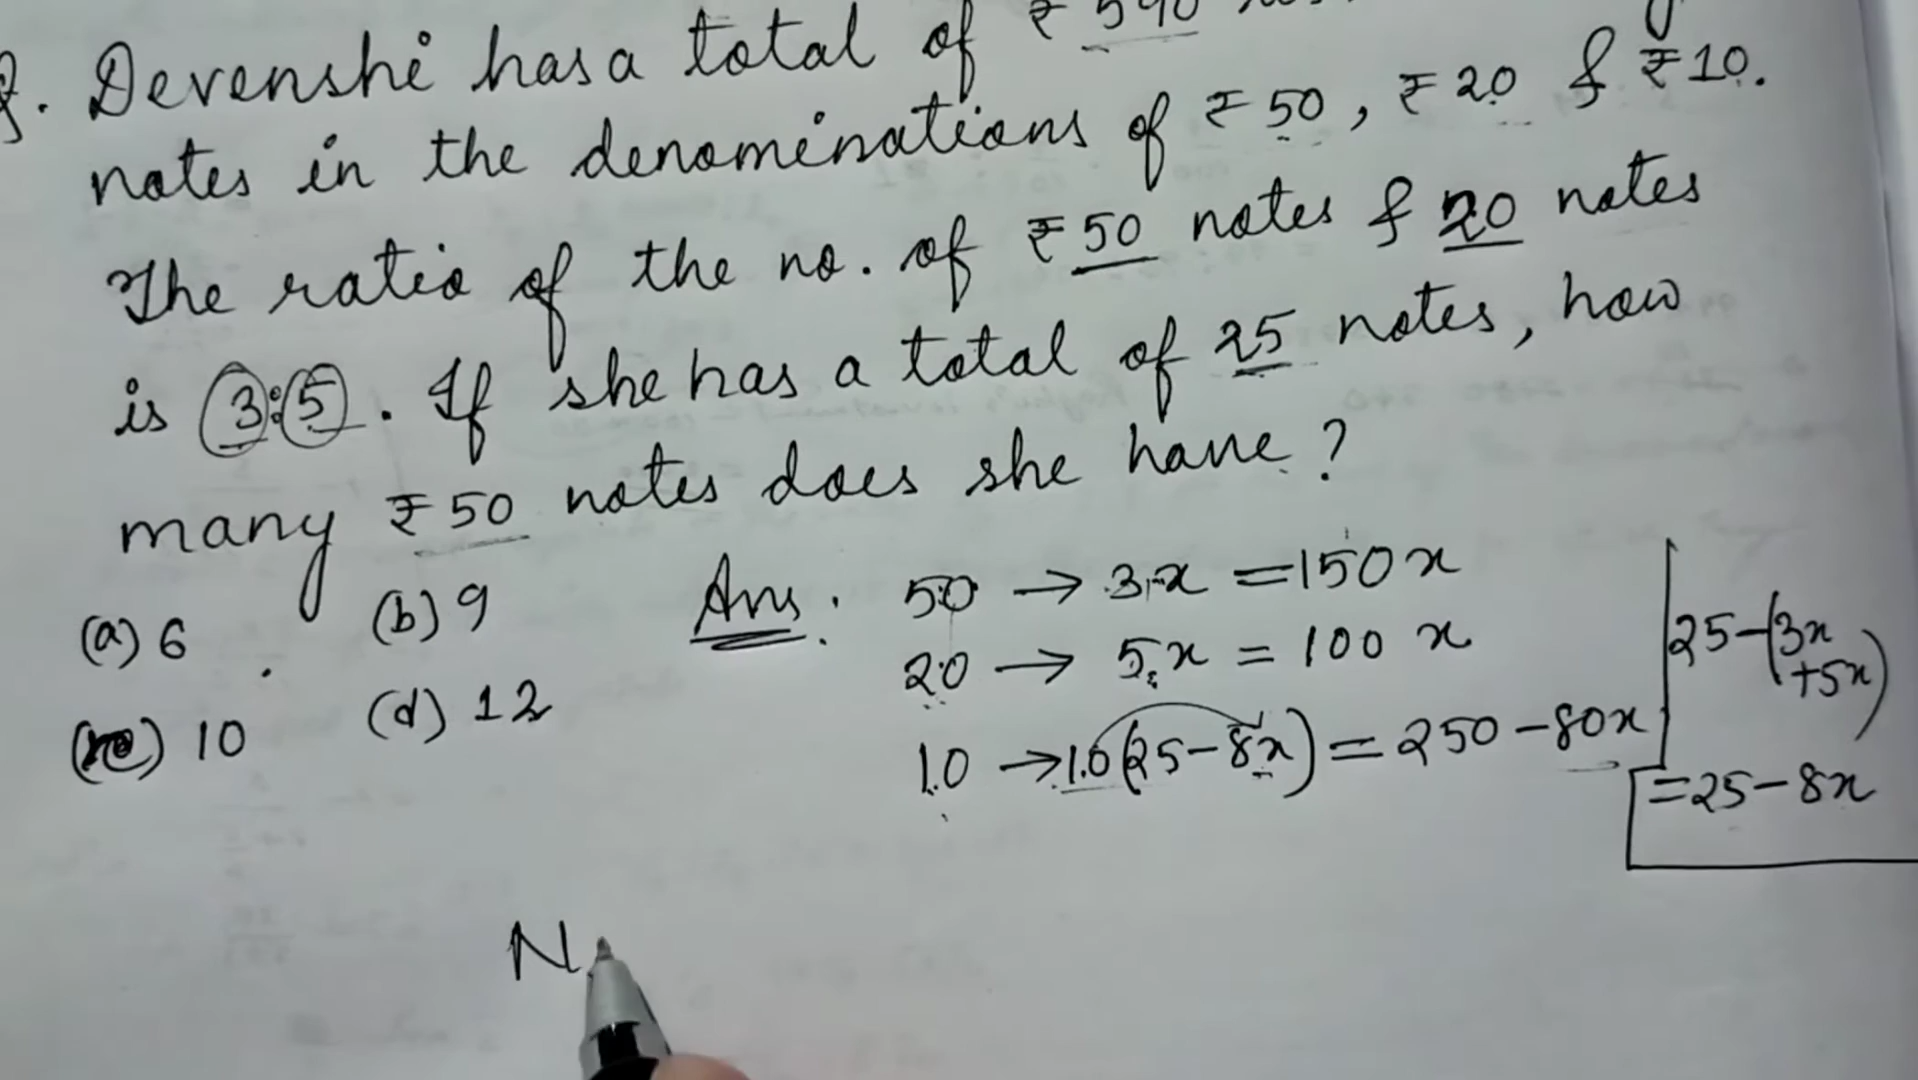 Q. Devenshi has a total of ₹ 590
notes in the denominations of ₹ 50, ₹ 20 & ₹ 10.
The ratio of the no. of ₹ 50 notes & 20 notes
is 3:5. If she has a total of 25 notes, how
many ₹ 50 notes does she have?
(a) 6 (b) 9
(c) 10 (d) 12
Ans. 50 → 3x = 150x
20 → 5x = 100 x
10 → 10(25-8x) = 250-80x
25-(3x
+5x)
=25-8x
N